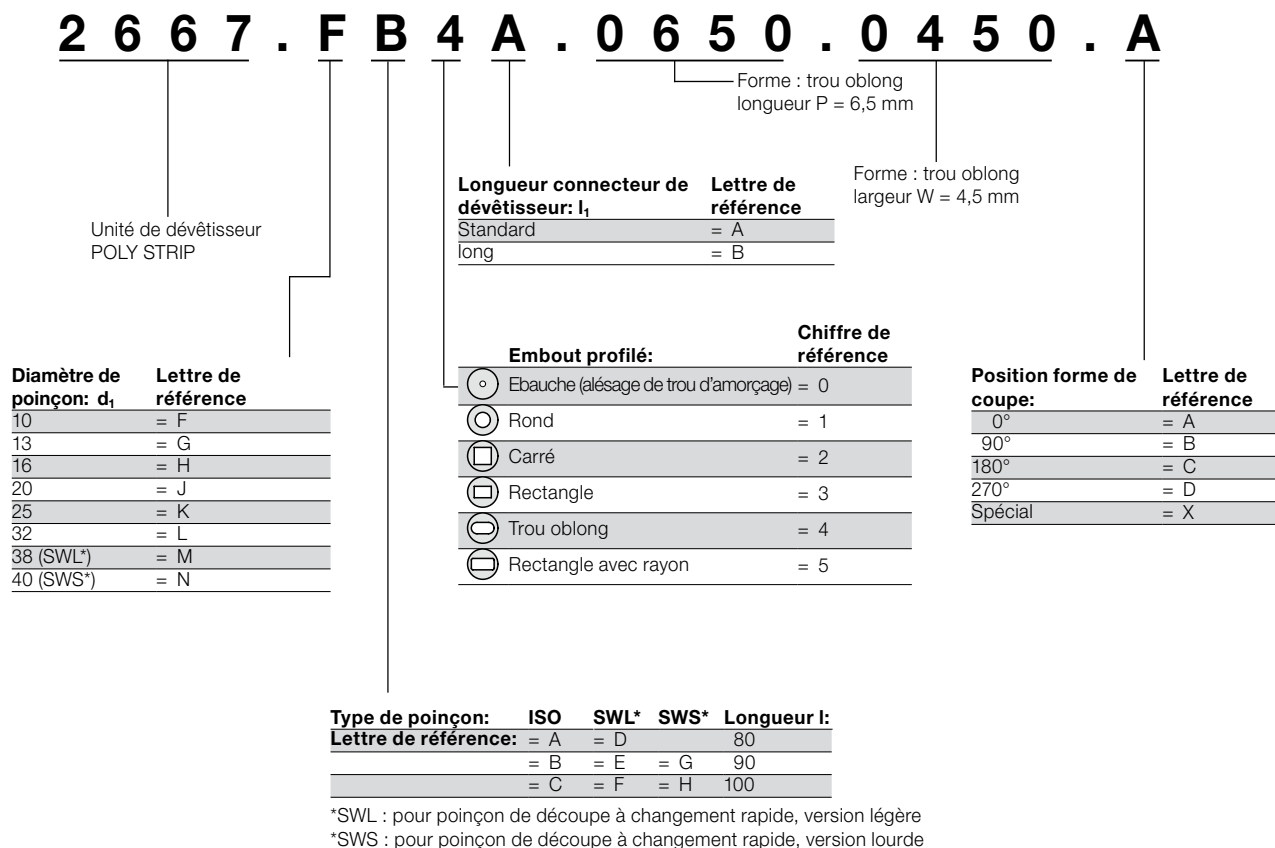 2667.FB4A.0650.0450.A
Forme : trou oblong
longueur P = 6,5 mm
Forme : trou oblong
largeur W = 4,5 mm
Unité de dévêtisseur
POLY STRIP
Longueur connecteur de dévêtisseur: l₁ Lettre de référence
Standard = A
long = B
Diamètre de poinçon: d₁ Lettre de référence
10 = F
13 = G
16 = H
20 = J
25 = K
32 = L
38 (SWL*) = M
40 (SWS*) = N
Embout profilé: Chiffre de référence
Ebauche (alésage de trou d’amorçage) = 0
Rond = 1
Carré = 2
Rectangle = 3
Trou oblong = 4
Rectangle avec rayon = 5
Position forme de coupe: Lettre de référence
0° = A
90° = B
180° = C
270° = D
Spécial = X
Type de poinçon: ISO SWL* SWS* Longueur l:
Lettre de référence: = A = D 80
= B = E = G 90
= C = F = H 100
*SWL : pour poinçon de découpe à changement rapide, version légère
*SWS : pour poinçon de découpe à changement rapide, version lourde